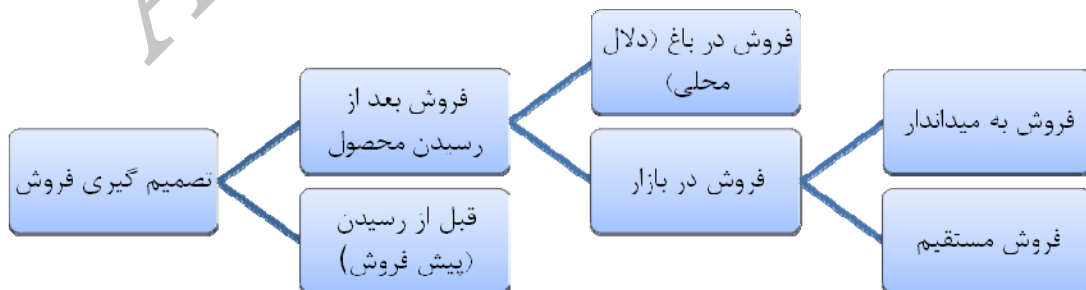 تصمیم گیری فروش
فروش بعد از
رسیدن محصول
قبل از رسیدن
(پیش فروش)
فروش در باغ (دلال
محلی)
فروش در بازار
فروش به میداندار
فروش مستقیم